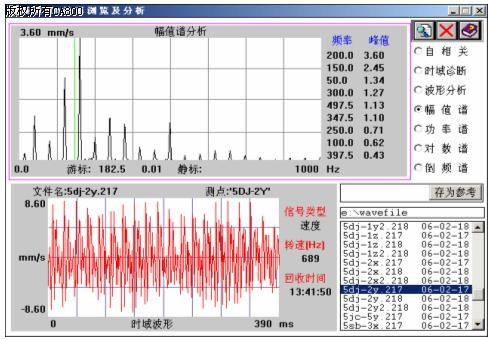 版权所有0X800 浏览及分析
3.60 mm/s 幅值谱分析
频率 峰值
200.0 3.60
150.0 2.45
50.0 1.34
300.0 1.27
497.5 1.13
347.5 1.10
250.0 0.71
100.0 0.62
397.5 0.43
0.0 游标: 182.5 0.01 静标: 1000 Hz
自 相 关
时域诊断
波形分析
幅 值 谱
功 率 谱
对 数 谱
倒 频 谱
存为参考
文件名:5dj-2y.217 测点:"5DJ-2Y"
8.60
mm/s
-8.60
0 时域波形 390 ms
信号类型
速度
转速(Hz)
689
回收时间
13:41:50
e:\wavefile
5dj-1y2.218 06-02-18
5dj-1z.217 06-02-17
5dj-1z.218 06-02-18
5dj-1z2.218 06-02-18
5dj-2x.217 06-02-17
5dj-2x.218 06-02-18
5dj-2x2.218 06-02-18
5dj-2y.217 06-02-17
5dj-2y.218 06-02-18
5dj-2y2.218 06-02-18
5jc-5y.217 06-02-17
5sb-3x.217 06-02-17